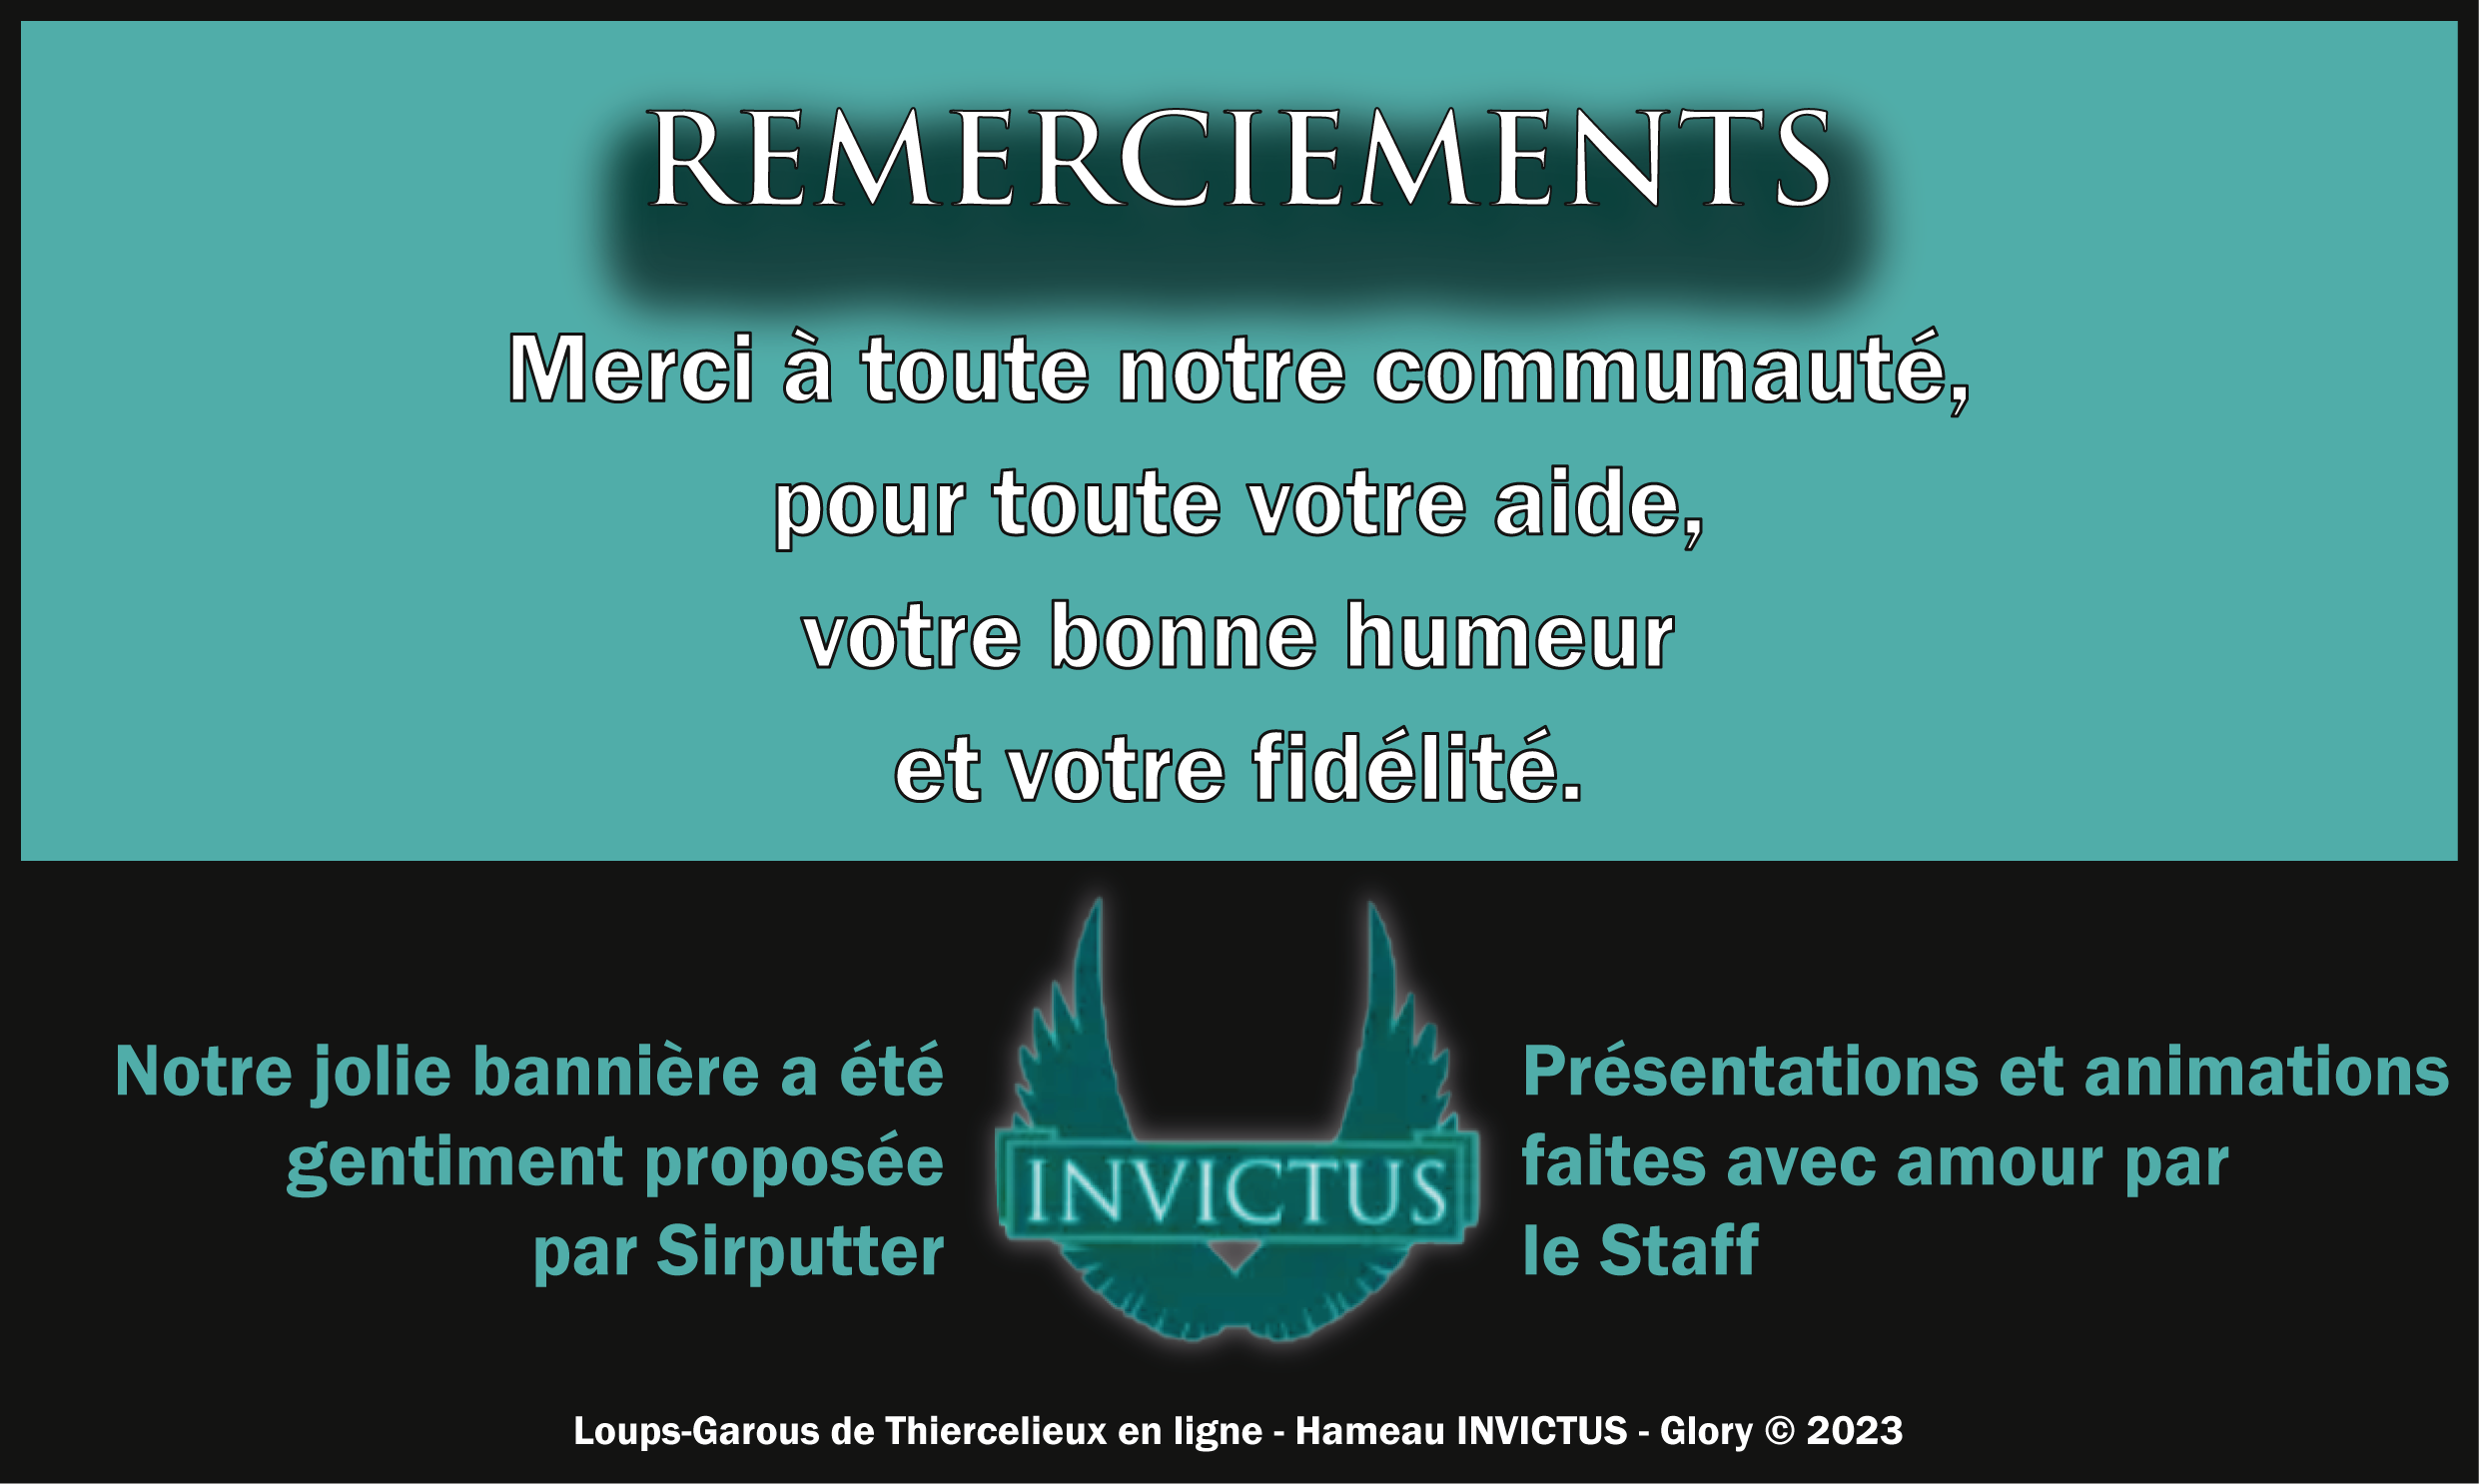 REMERCIEMENTS
Merci à toute notre communauté,
pour toute votre aide,
votre bonne humeur
et votre fidélité.
Notre jolie bannière a été
gentiment proposée
par Sirputter
INVICTUS
Présentations et animations
faites avec amour par
le Staff
Loups-Garous de Thiercelieux en ligne - Hameau INVICTUS - Glory © 2023